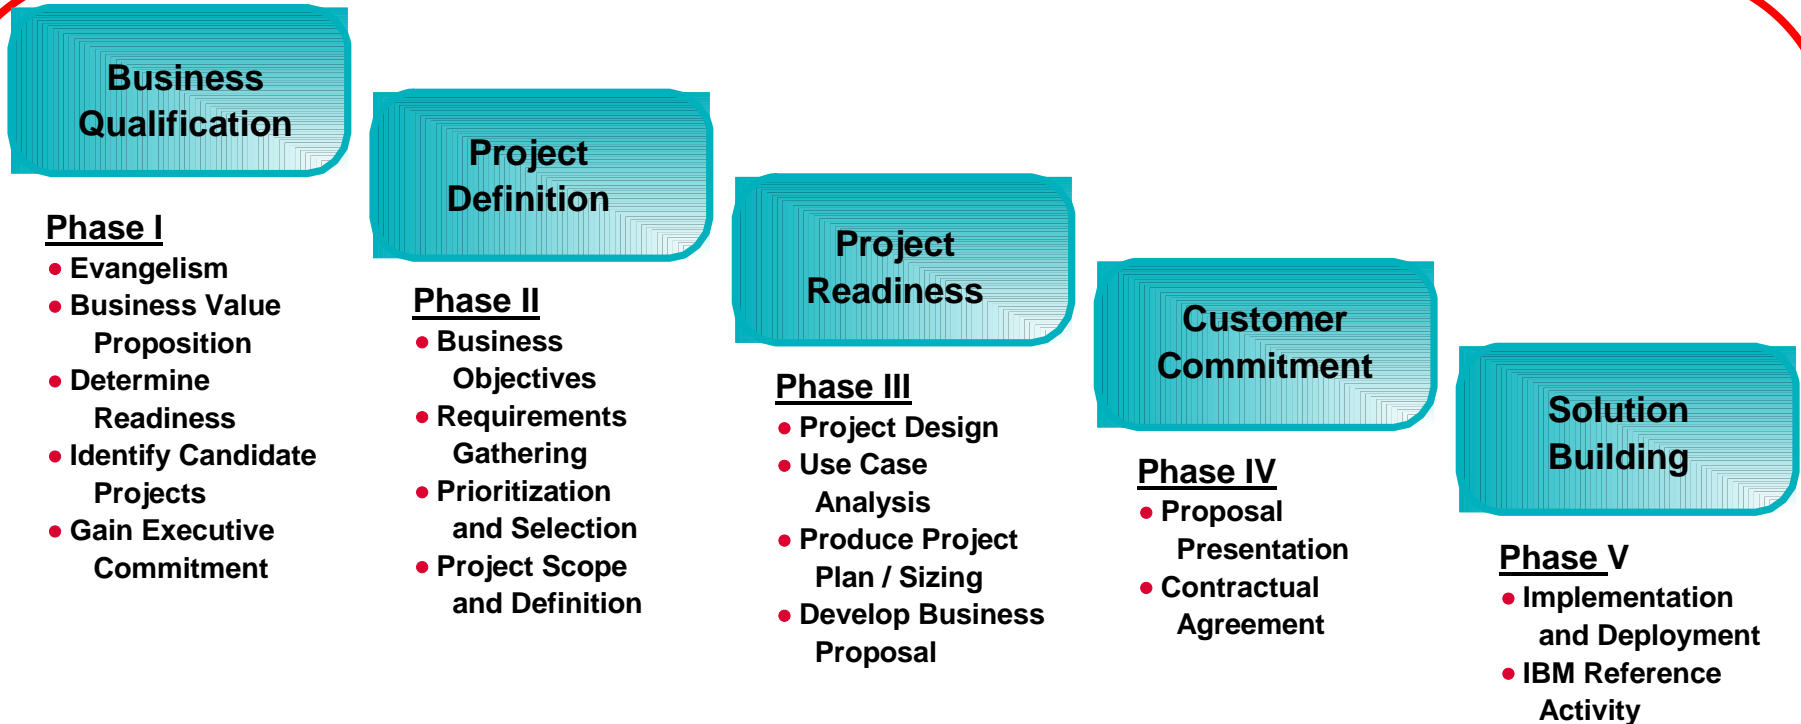 Business
Qualification
Phase I
• Evangelism
• Business Value
Proposition
• Determine
Readiness
• Identify Candidate
Projects
• Gain Executive
Commitment
Project
Definition
Phase II
• Business
Objectives
• Requirements
Gathering
• Prioritization
and Selection
• Project Scope
and Definition
Project
Readiness
Phase III
• Project Design
• Use Case
Analysis
• Produce Project
Plan / Sizing
• Develop Business
Proposal
Customer
Commitment
Phase IV
• Proposal
Presentation
• Contractual
Agreement
Solution
Building
Phase V
• Implementation
and Deployment
• IBM Reference
Activity